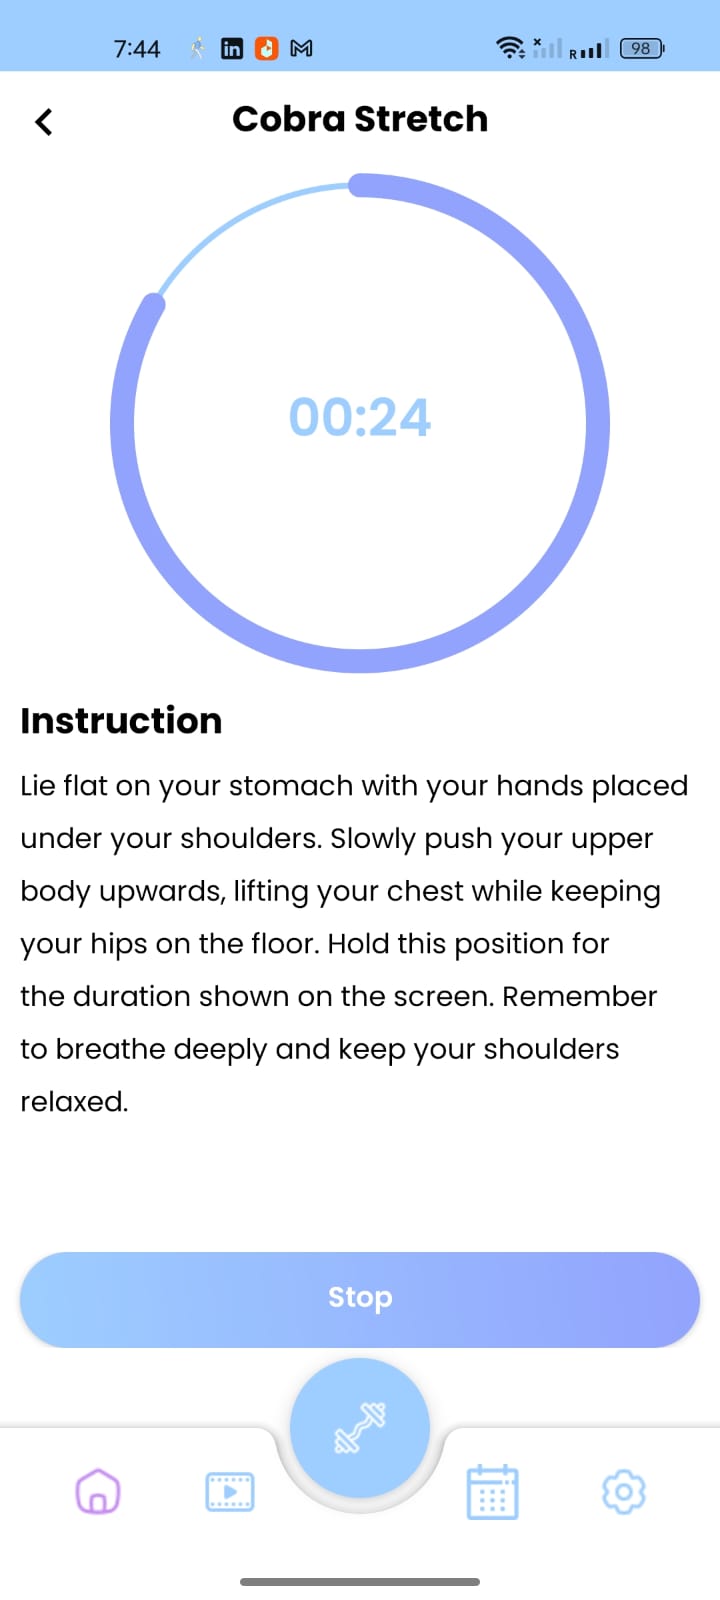 7:44
in
R
98
Cobra Stretch
00:24
Instruction
Lie flat on your stomach with your hands placed
under your shoulders. Slowly push your upper
body upwards, lifting your chest while keeping
your hips on the floor. Hold this position for
the duration shown on the screen. Remember
to breathe deeply and keep your shoulders
relaxed.
Stop